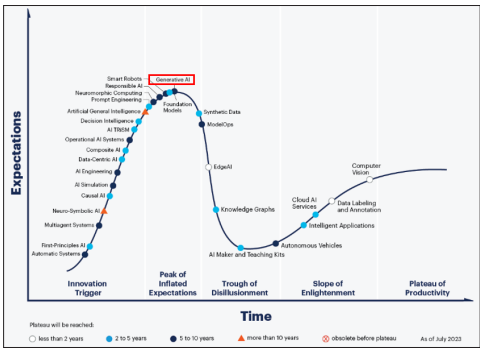 Expectations
Smart Robots
Responsible AI
Neuromorphic Computing
Prompt Engineering
Artificial General Intelligence
Decision Intelligence
AI TRiSM
Operational AI Systems
Composite AI
Data-Centric AI
AI Engineering
AI Simulation
Causal AI
Neuro-Symbolic AI
Multiagent Systems
First-Principles AI
Automatic Systems
Generative AI
Foundation
Models
Synthetic Data
ModelOps
EdgeAI
Knowledge Graphs
AI Maker and Teaching Kits
Autonomous Vehicles
Intelligent Applications
Cloud AI
Services
Data Labeling
and Annotation
Computer
Vision
Innovation
Trigger
Peak of
Inflated
Expectations
Trough of
Disillusionment
Slope of
Enlightenment
Plateau of
Productivity
Time
Plateau will be reached:
less than 2 years
2 to 5 years
5 to 10 years
more than 10 years
obsolete before plateau
As of July 2023